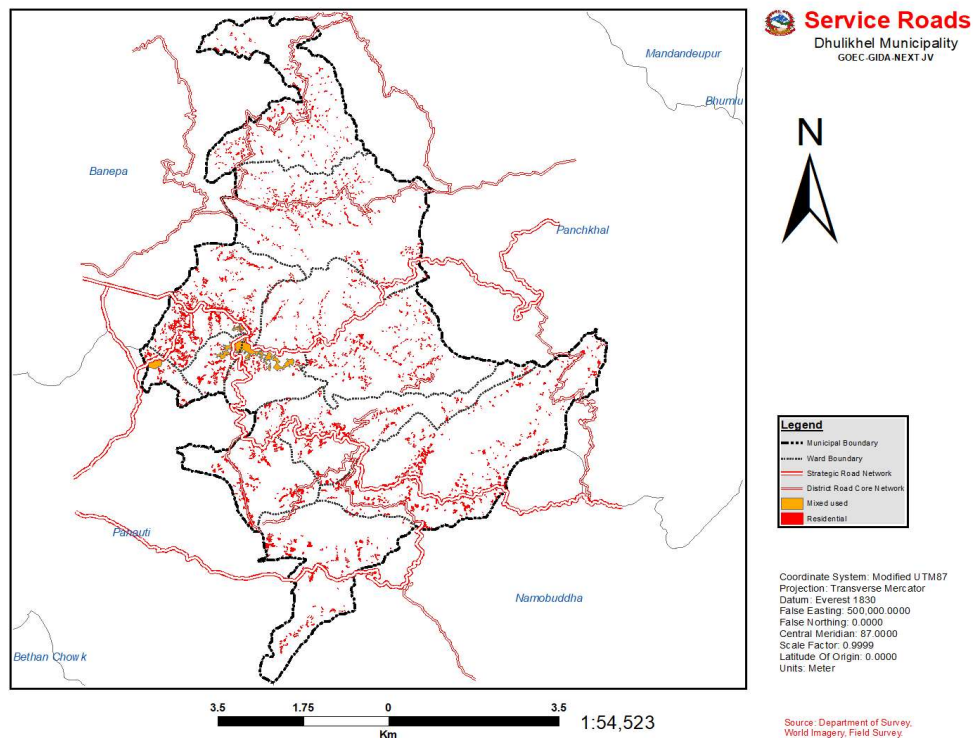 Service Roads
Dhulikhel Municipality
GOEC-GIDA-NEXT JV
Mandandeupur
Bhumlu
Banepa
N
Panchkhal
Legend
Municipal Boundary
Ward Boundary
Strategic Road Network
District Road Core Network
Mixed used
Residential
Panauti
Namobuddha
Bethan Chowk
Coordinate System: Modified UTM87
Projection: Transverse Mercator
Datum: Everest 1830
False Easting: 500,000.0000
False Northing: 0.0000
Central Meridian: 87.0000
Scale Factor: 0.9999
Latitude Of Origin: 0.0000
Units: Meter
3.5 1.75 0 3.5
Km
1:54,523
Source: Department of Survey,
World Imagery, Field Survey.